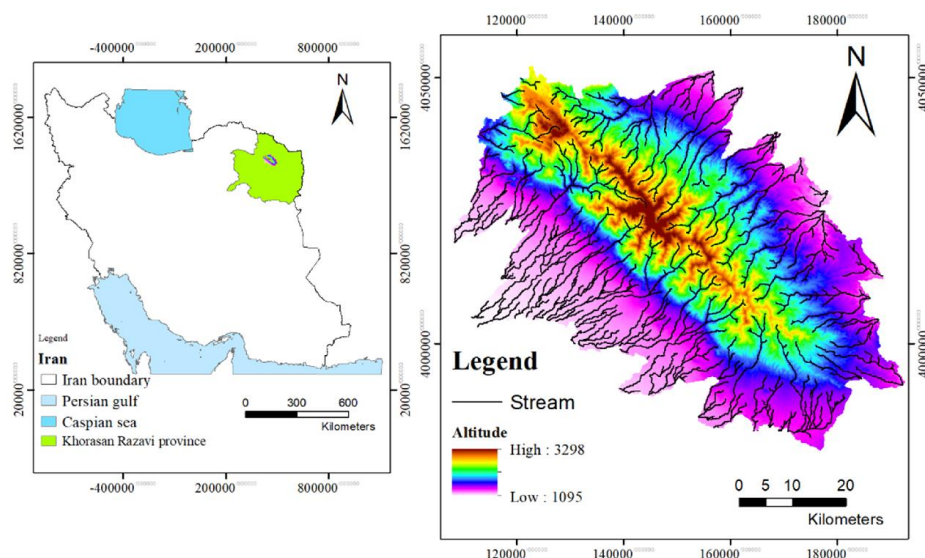 -400000 200000 800000
N
1620000 1620000
820000 820000
20000 20000
Legend
Iran
Iran boundary
Persian gulf
Caspian sea
Khorasan Razavi province
0 300 600
Kilometers
-400000 200000 800000
120000 140000 160000 180000
N
4050000 4050000
4000000 4000000
Legend
Stream
Altitude
High : 3298
Low : 1095
0 5 10 20
Kilometers
120000 140000 160000 180000